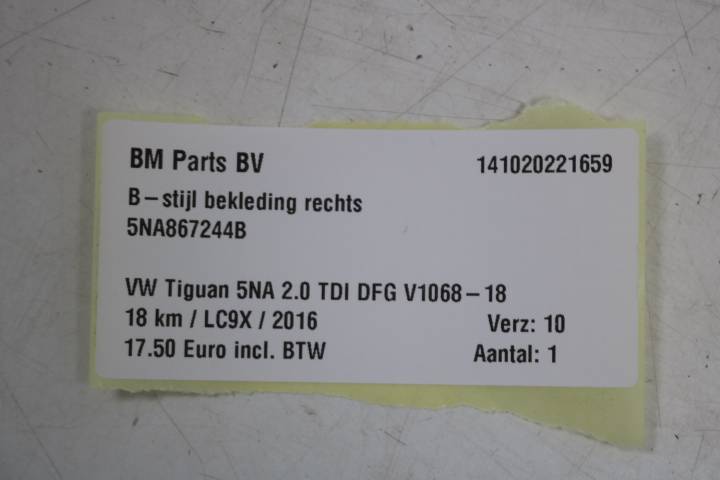 BM Parts BV 141020221659
B-stijl bekleding rechts
5NA867244B
VW Tiguan 5NA 2.0 TDI DFG V1068-18
18 km / LC9X / 2016 Verz: 10
17.50 Euro incl. BTW Aantal: 1